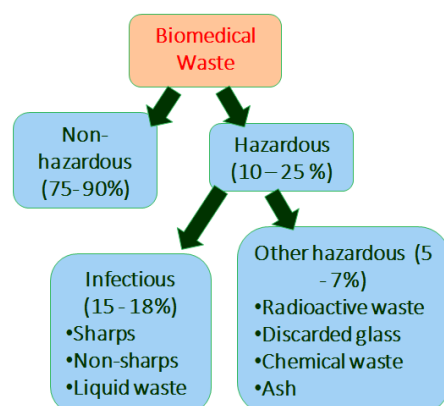 Biomedical
Waste
Non-
hazardous
(75-90%)
Hazardous
(10 – 25 %)
Infectious
(15 - 18%)
•Sharps
•Non-sharps
•Liquid waste
Other hazardous (5
- 7%)
•Radioactive waste
•Discarded glass
•Chemical waste
•Ash